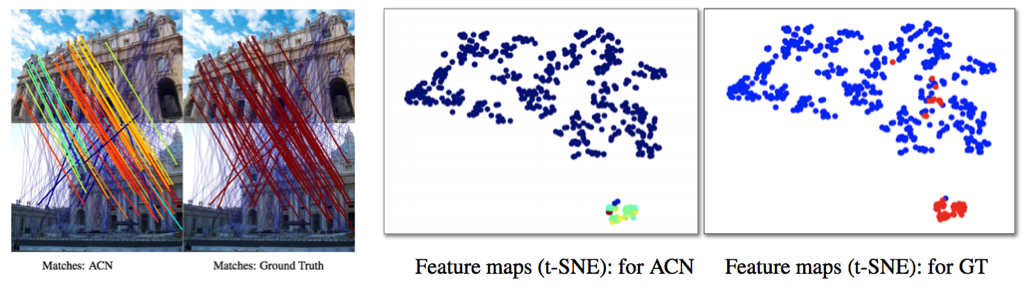 Matches: ACN
Matches: Ground Truth
Feature maps (t-SNE): for ACN
Feature maps (t-SNE): for GT